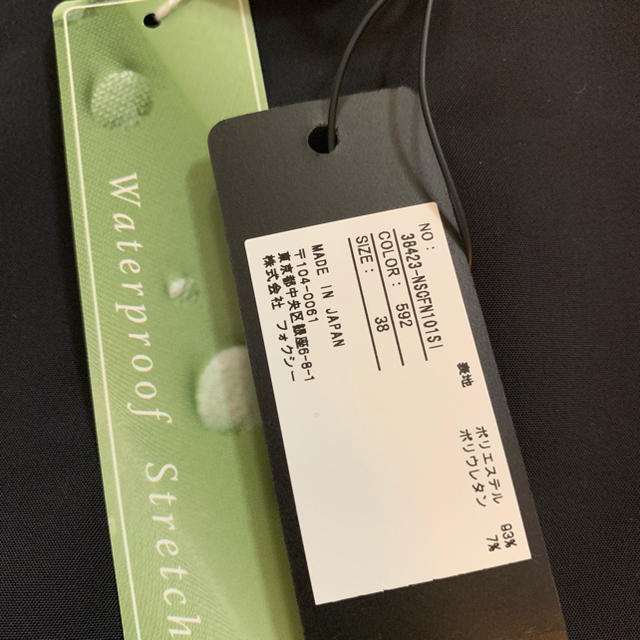 Waterproof Stretch
NO:
38423-NSCFN101SI
COLOR: 592
SIZE: 38
表地 ポリエステル 93%
ポリウレタン 7%
MADE IN JAPAN
〒104-0061
東京都中央区銀座6-8-1
株式会社 フォクシー